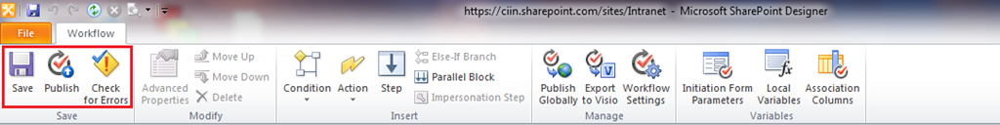 https://ciin.sharepoint.com/sites/Intranet - Microsoft SharePoint Designer
File
Workflow
Save
Publish
Check
for Errors
Save
Advanced
Properties
Move Up
Move Down
Delete
Modify
Condition
Action
Step
Else-If Branch
Parallel Block
Impersonation Step
Insert
Publish
Globally
Export
to Visio
Workflow
Settings
Manage
Initiation Form
Parameters
Local
Variables
Association
Columns
Variables